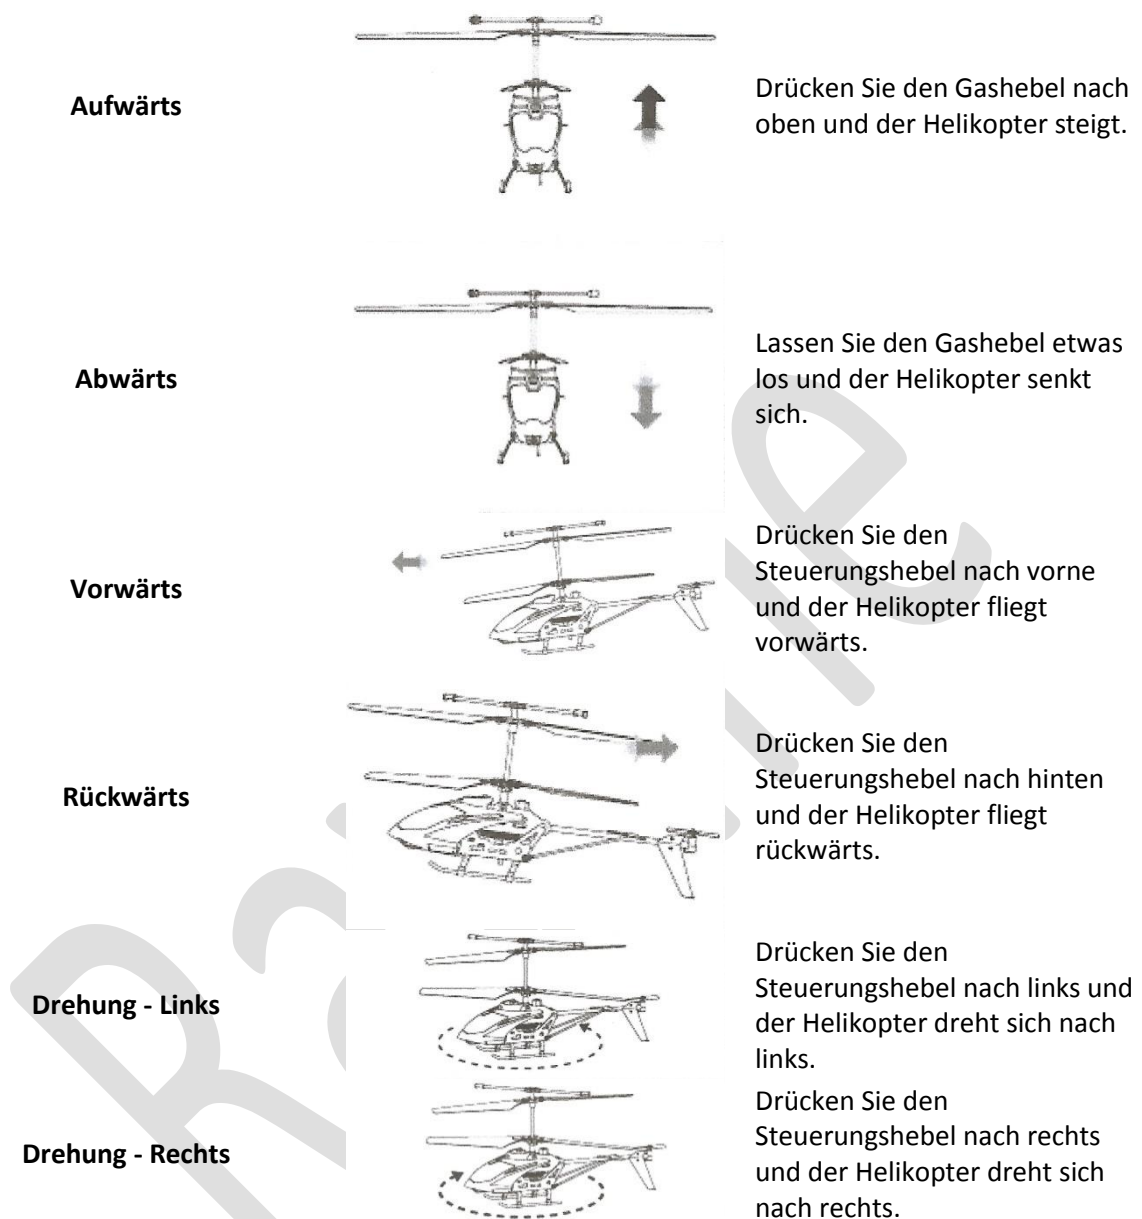 Aufwärts
Drücken Sie den Gashebel nach
oben und der Helikopter steigt.
Abwärts
Lassen Sie den Gashebel etwas
los und der Helikopter senkt
sich.
Vorwärts
Drücken Sie den
Steuerungshebel nach vorne
und der Helikopter fliegt
vorwärts.
Rückwärts
Drücken Sie den
Steuerungshebel nach hinten
und der Helikopter fliegt
rückwärts.
Drehung - Links
Drücken Sie den
Steuerungshebel nach links und
der Helikopter dreht sich nach
links.
Drehung - Rechts
Drücken Sie den
Steuerungshebel nach rechts
und der Helikopter dreht sich
nach rechts.